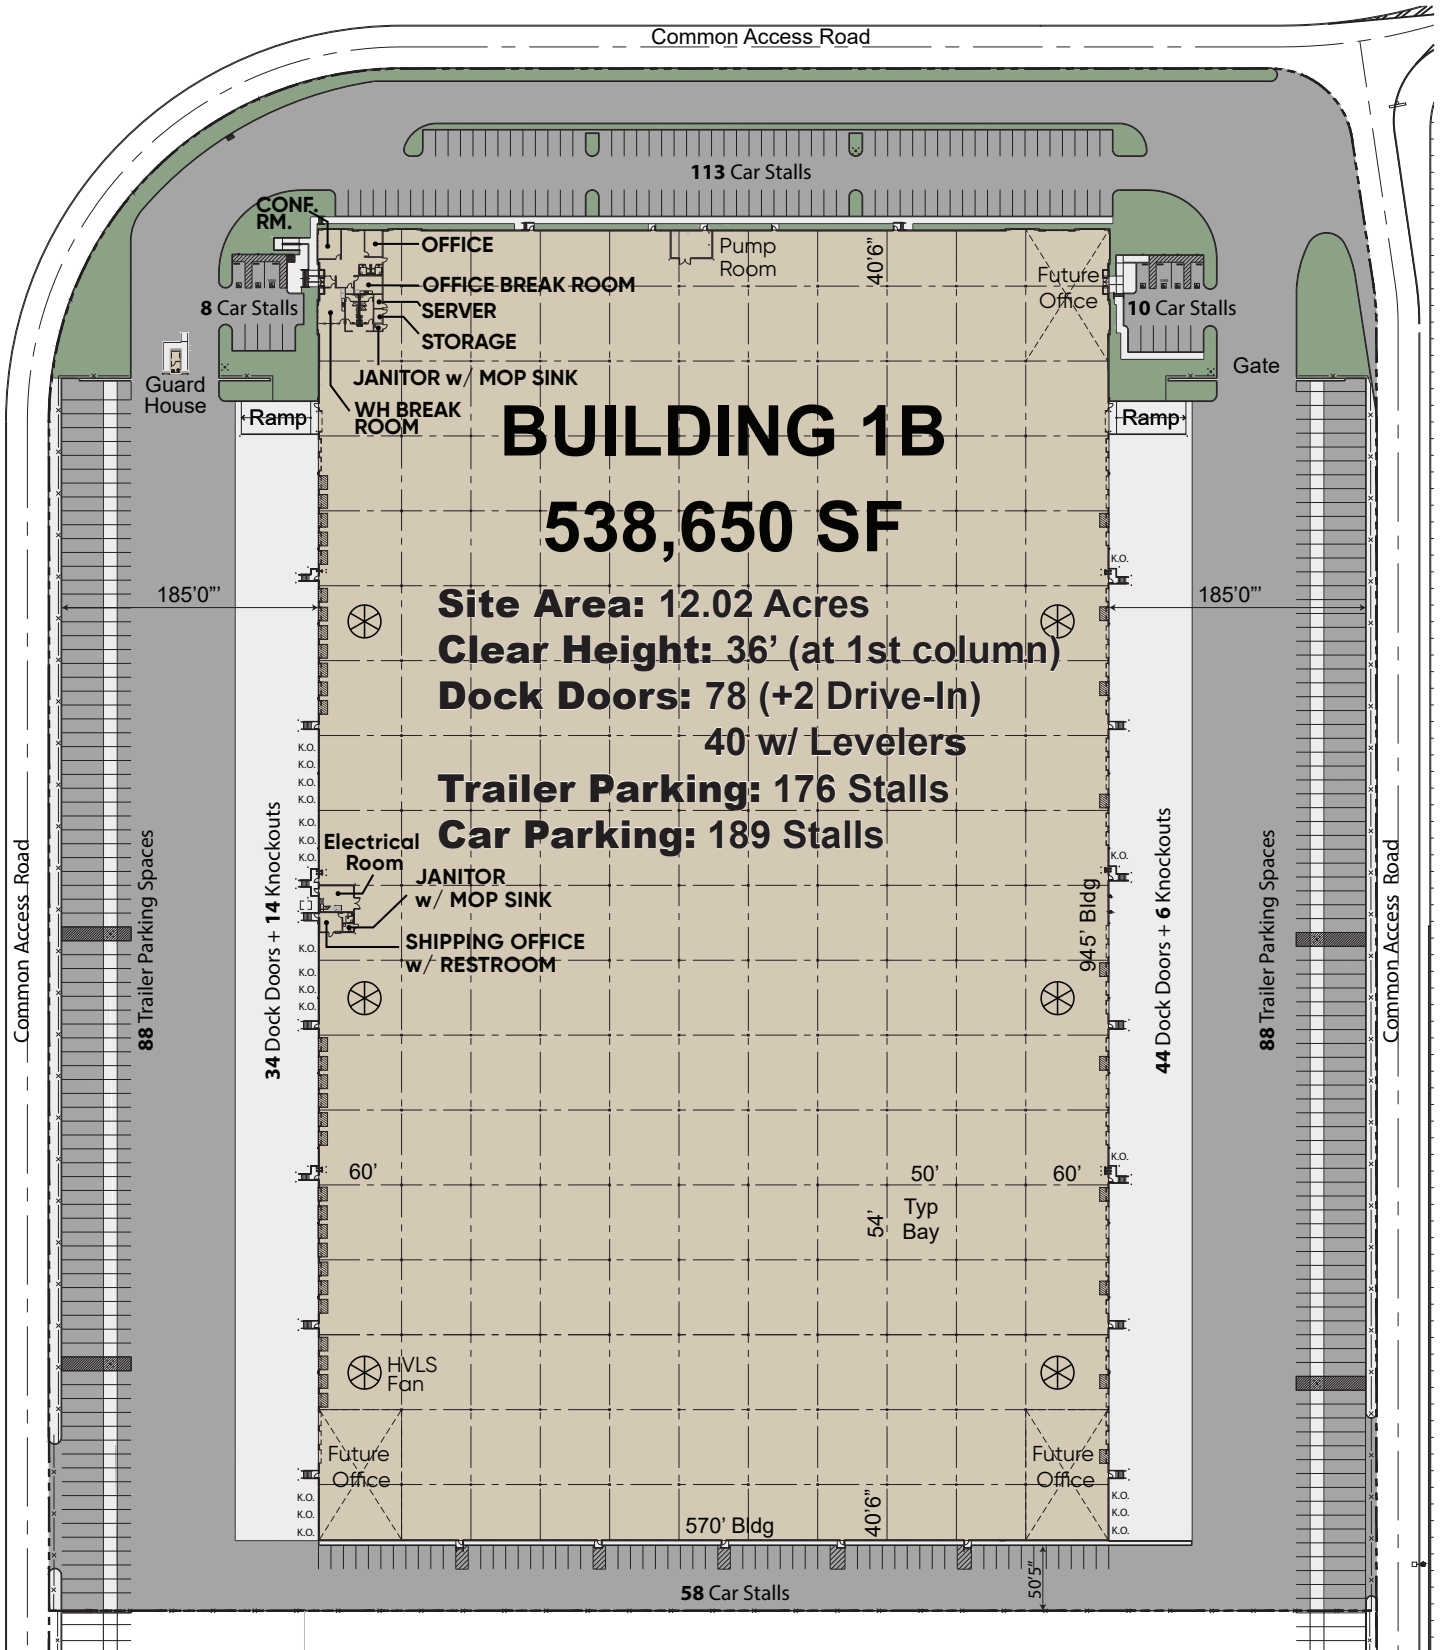 Common Access Road
113 Car Stalls
CONF.
RM.
OFFICE
OFFICE BREAK ROOM
SERVER
STORAGE
JANITOR w/ MOP SINK
WH BREAK
ROOM
Pump
Room
40'6"
Future
Office
8 Car Stalls
10 Car Stalls
Guard
House
Gate
Ramp
Ramp
BUILDING 1B
538,650 SF
K.O.
185'0"'
185'0"'
Site Area: 12.02 Acres
Clear Height: 36' (at 1st column)
Dock Doors: 78 (+2 Drive-In)
40 w/ Levelers
Trailer Parking: 176 Stalls
Car Parking: 189 Stalls
K.O.
K.O.
K.O.
K.O.
K.O.
K.O.
K.O.
Electrical
Room
JANITOR
w/ MOP SINK
SHIPPING OFFICE
w/ RESTROOM
K.O.
K.O.
K.O.
K.O.
Common Access Road
88 Trailer Parking Spaces
34 Dock Doors + 14 Knockouts
945' Bldg
44 Dock Doors + 6 Knockouts
88 Trailer Parking Spaces
Common Access Road
K.O.
60'
50'
60'
54'
Typ
Bay
HVLS
Fan
Future
Office
Future
Office
K.O.
K.O.
K.O.
K.O.
K.O.
K.O.
570' Bldg
40'6"
58 Car Stalls
50'5"